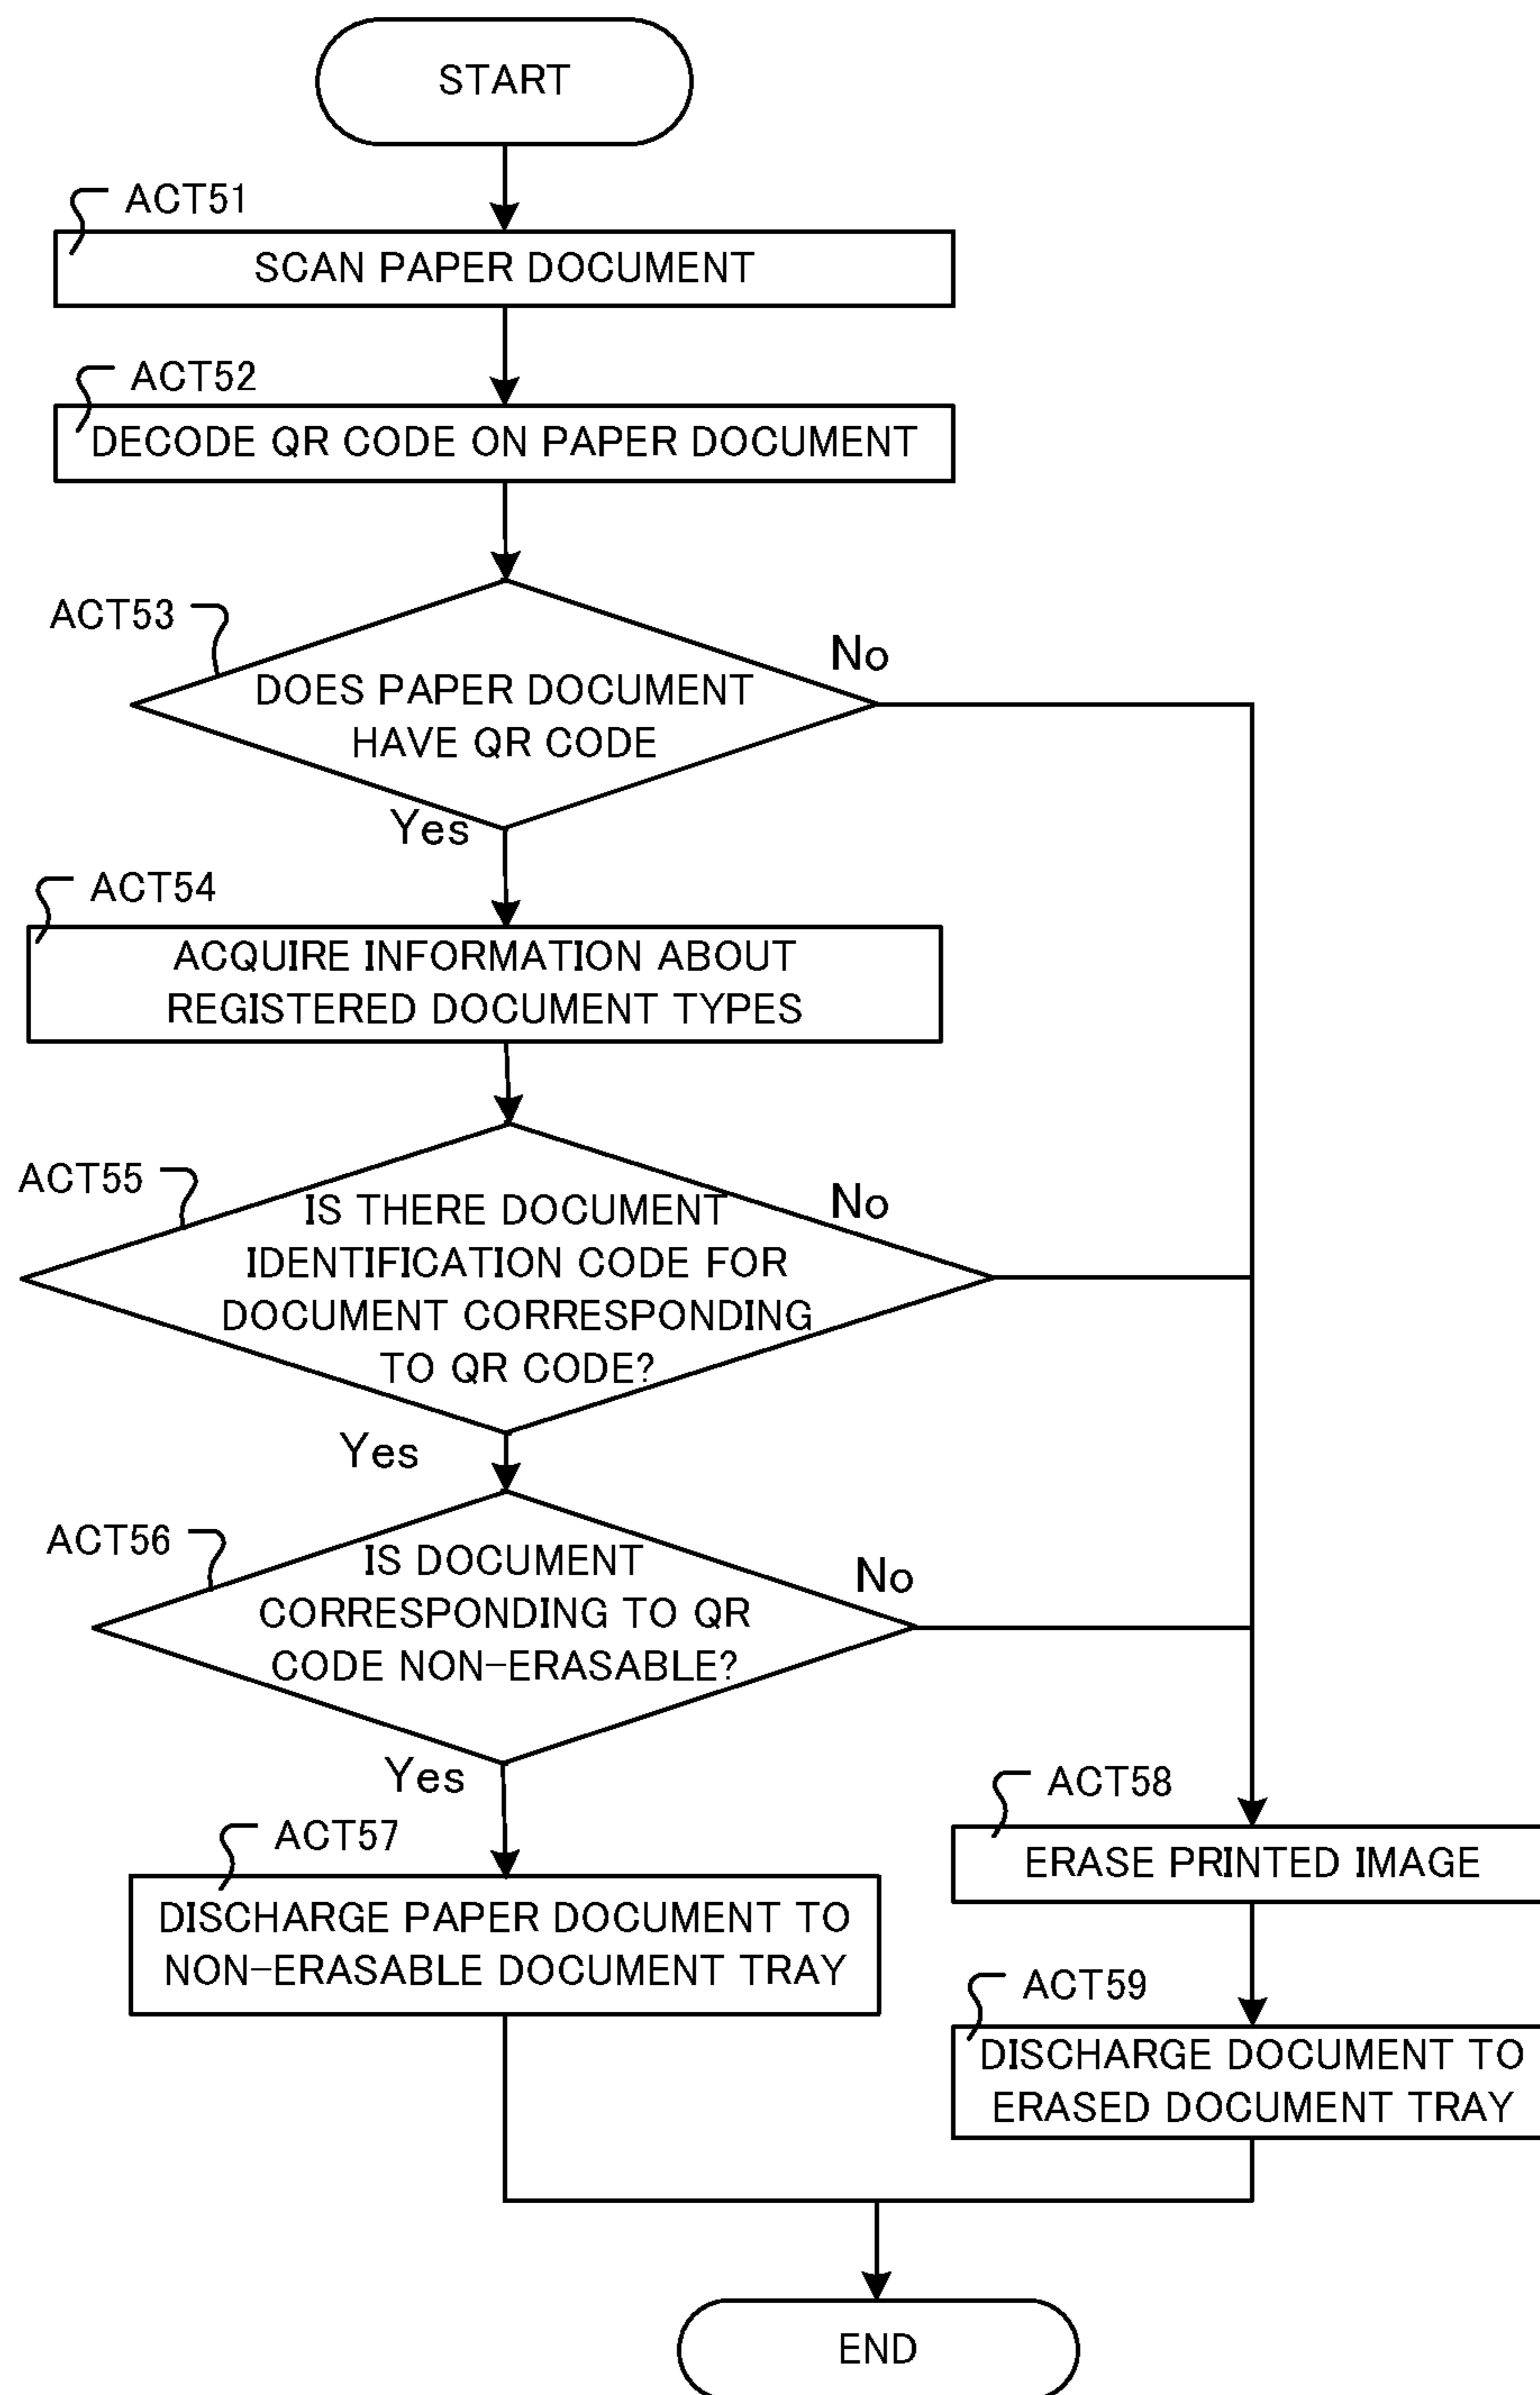 START
ACT51
SCAN PAPER DOCUMENT
ACT52
DECODE QR CODE ON PAPER DOCUMENT
ACT53
No
DOES PAPER DOCUMENT
HAVE QR CODE
Yes
ACT54
ACQUIRE INFORMATION ABOUT
REGISTERED DOCUMENT TYPES
ACT55
No
IS THERE DOCUMENT
IDENTIFICATION CODE FOR
DOCUMENT CORRESPONDING
TO QR CODE?
Yes
ACT56
No
IS DOCUMENT
CORRESPONDING TO QR
CODE NON-ERASABLE?
Yes
ACT57
DISCHARGE PAPER DOCUMENT TO
NON-ERASABLE DOCUMENT TRAY
ACT58
ERASE PRINTED IMAGE
ACT59
DISCHARGE DOCUMENT TO
ERASED DOCUMENT TRAY
END